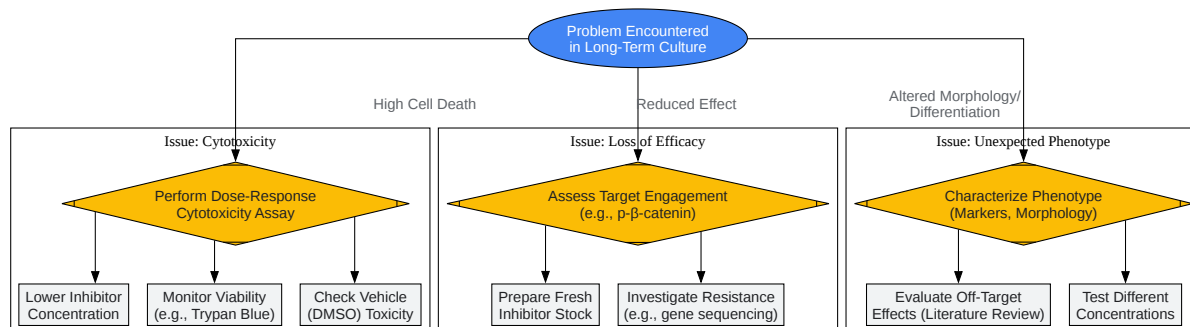 Problem Encountered
in Long-Term Culture
High Cell Death
Reduced Effect
Altered Morphology/
Differentiation
Issue: Cytotoxicity
Issue: Loss of Efficacy
Issue: Unexpected Phenotype
Perform Dose-Response
Cytotoxicity Assay
Assess Target Engagement
(e.g., p-β-catenin)
Characterize Phenotype
(Markers, Morphology)
Lower Inhibitor
Concentration
Monitor Viability
(e.g., Trypan Blue)
Check Vehicle
(DMSO) Toxicity
Prepare Fresh
Inhibitor Stock
Investigate Resistance
(e.g., gene sequencing)
Evaluate Off-Target
Effects (Literature Review)
Test Different
Concentrations